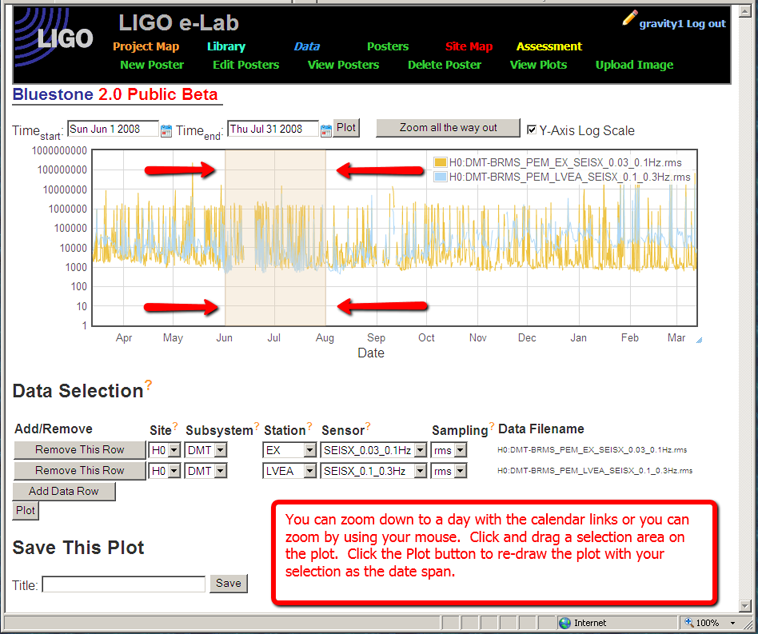 LIGO
LIGO e-Lab
gravity1 Log out
Project Map Library Data Posters Site Map Assessment
New Poster Edit Posters View Posters Delete Poster View Plots Upload Image
Bluestone 2.0 Public Beta
Time start: Sun Jun 1 2008 Time end: Thu Jul 31 2008 Plot Zoom all the way out Y-Axis Log Scale
1000000000
100000000
10000000
1000000
100000
10000
1000
100
10
1
H0:DMT-BRMS_PEM_EX_SEISX_0.03_0.1Hz.rms
H0:DMT-BRMS_PEM_LVEA_SEISX_0.1_0.3Hz.rms
Apr May Jun Jul Aug Sep Oct Nov Dec Jan Feb Mar
Date
Data Selection?
Add/Remove Site? Subsystem? Station? Sensor? Sampling? Data Filename
Remove This Row H0 DMT EX SEISX_0.03_0.1Hz rms H0:DMT-BRMS_PEM_EX_SEISX_0.03_0.1Hz.rms
Remove This Row H0 DMT LVEA SEISX_0.1_0.3Hz rms H0:DMT-BRMS_PEM_LVEA_SEISX_0.1_0.3Hz.rms
Add Data Row
Plot
You can zoom down to a day with the calendar links or you can
zoom by using your mouse. Click and drag a selection area on
the plot. Click the Plot button to re-draw the plot with your
selection as the date span.
Save This Plot
Title: Save
Internet 100%